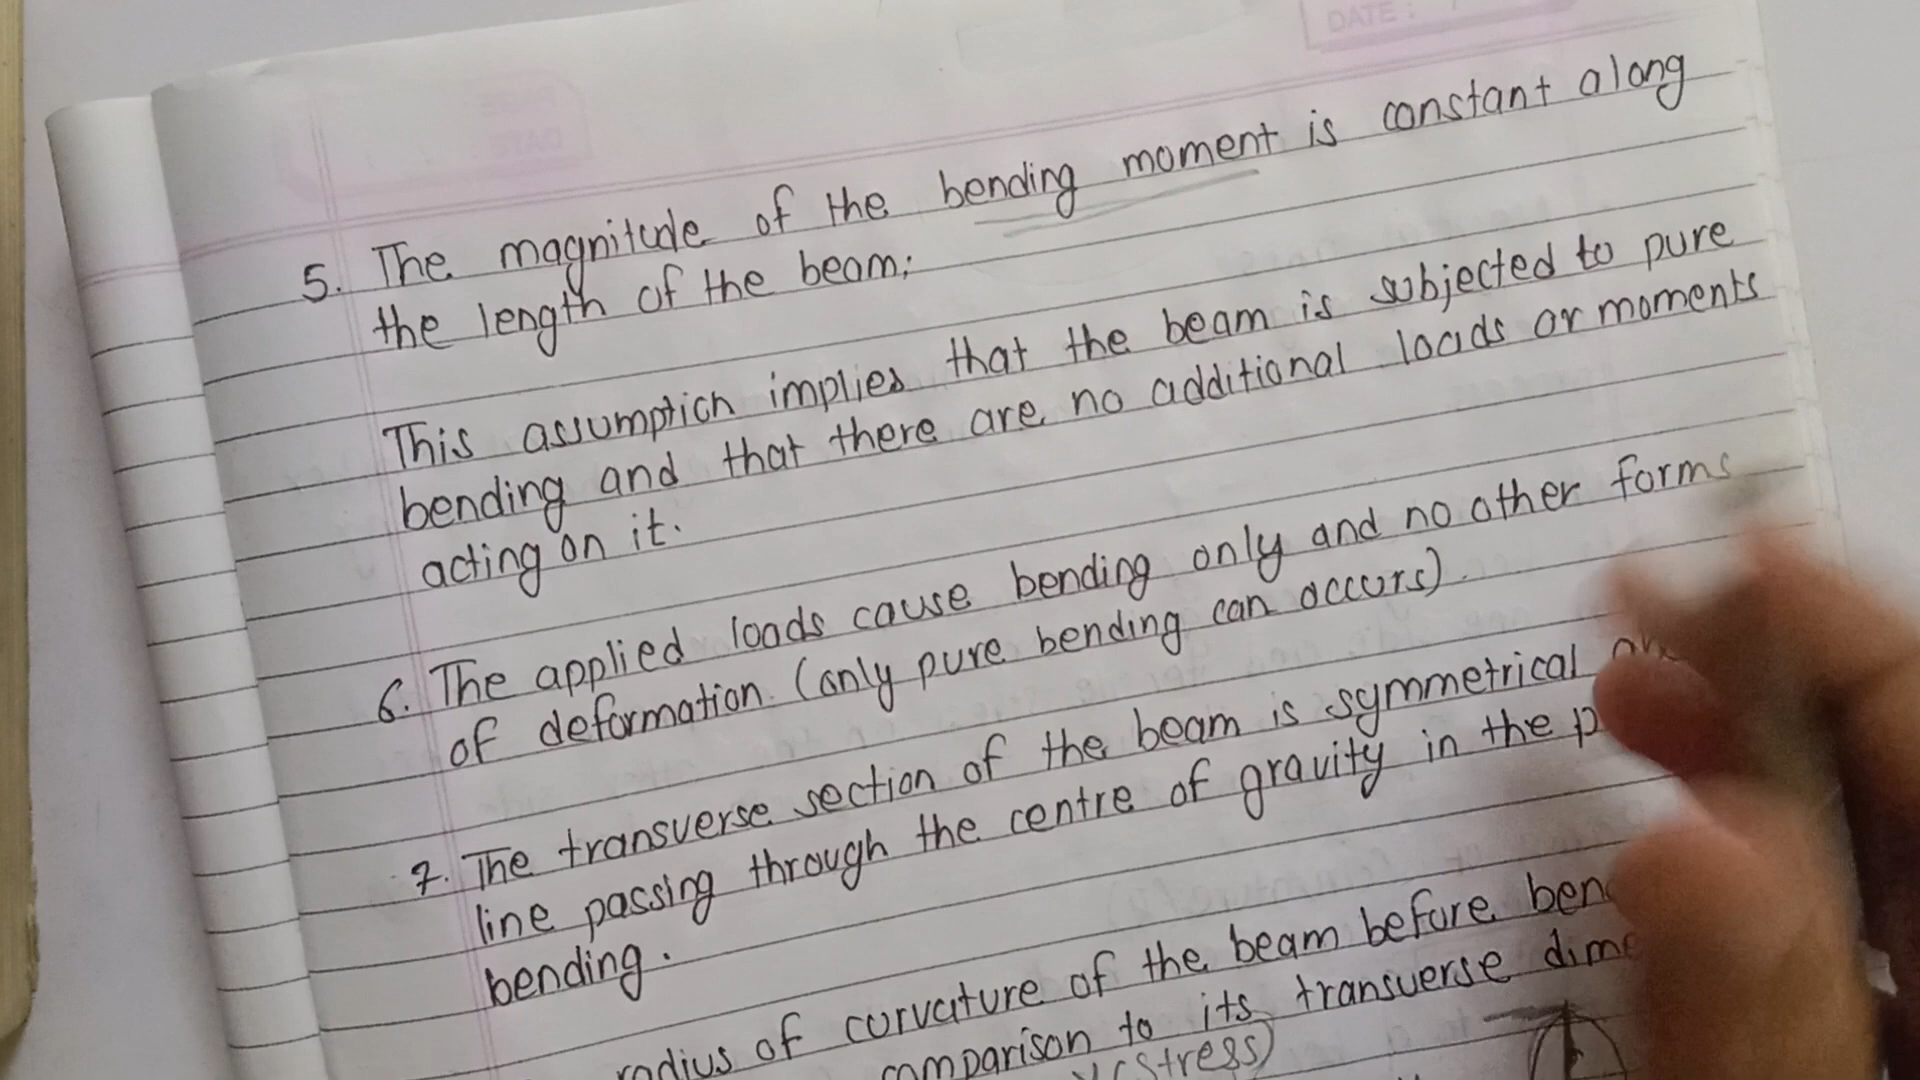 DATE :
5. The magnitude of the bending moment is constant along
the length of the beam:
This assumption implies that the beam is subjected to pure
bending and that there are no additional loads or moments
acting on it.
6. The applied loads cause bending only and no other forms
of deformation. (only pure bending can occurs).
7. The transverse section of the beam is symmetrical
line passing through the centre of gravity in the
bending.
radius of curvature of the beam before
comparison to its transverse
(stress)